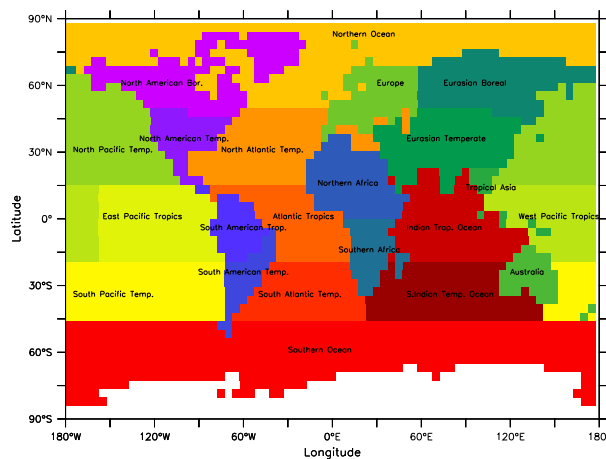 90°N
Northern Ocean
60°N
North American Bor.
Europe
Eurasian Boreal
North American Temp.
Eurasian Temperate
30°N
North Pacific Temp.
North Atlantic Temp.
Northern Africa
Tropical Asia
0°
East Pacific Tropics
Atlantic Tropics
West Pacific Tropics
South American Trop.
Indian Trop. Ocean
Southern Africa
South American Temp.
Australia
30°S
South Pacific Temp.
South Atlantic Temp.
S.Indian Temp. Ocean
60°S
Southern Ocean
90°S
180°W
120°W
60°W
0°E
60°E
120°E
180
Latitude
Longitude